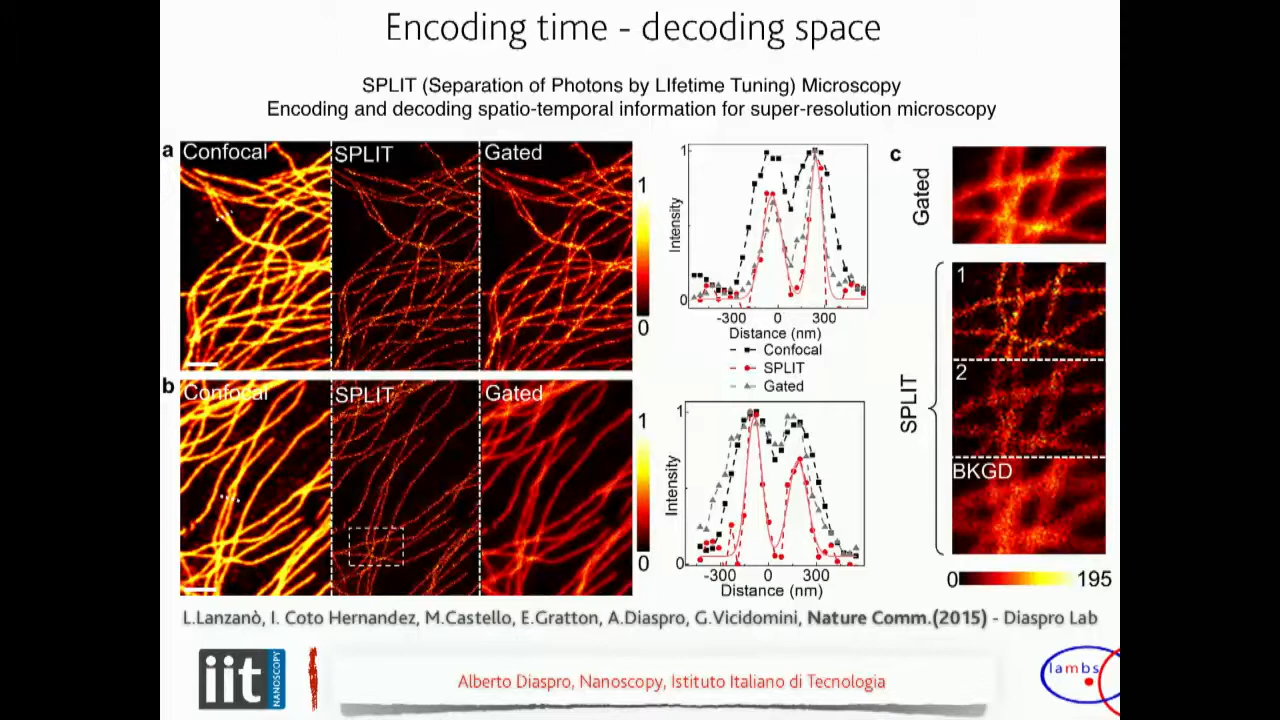 Encoding time - decoding space
SPLIT (Separation of Photons by LIfetime Tuning) Microscopy
Encoding and decoding spatio-temporal information for super-resolution microscopy
a
Confocal
SPLIT
Gated
1
0
1
Intensity
0
-300
0
300
Distance (nm)
Confocal
SPLIT
Gated
b
Confocal
SPLIT
Gated
1
0
1
Intensity
0
-300
0
300
Distance (nm)
c
Gated
SPLIT
1
2
BKGD
0
195
L.Lanzanò, I. Coto Hernandez, M.Castello, E.Gratton, A.Diaspro, G.Vicidomini, Nature Comm.(2015) - Diaspro Lab
iit
NANOSCOPY
Alberto Diaspro, Nanoscopy, Istituto Italiano di Tecnologia
lambs